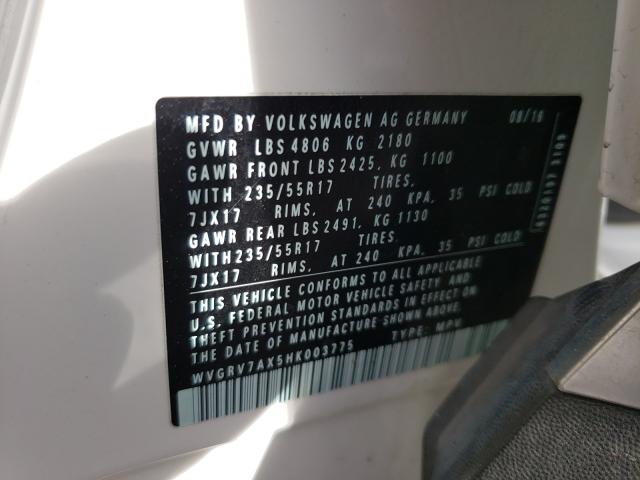 MFD BY VOLKSWAGEN AG GERMANY 08/16
GVWR LBS 4806 KG 2180
GAWR FRONT LBS 2425, KG 1100
WITH 235/55R17 TIRES,
7JX17 RIMS, AT 240 KPA, 35 PSI COLD
GAWR REAR LBS 2491, KG 1130
WITH 235/55R17 TIRES,
7JX17 RIMS, AT 240 KPA, 35 PSI COLD
THIS VEHICLE CONFORMS TO ALL APPLICABLE
U.S. FEDERAL MOTOR VEHICLE SAFETY AND
THEFT PREVENTION STANDARDS IN EFFECT ON
THE DATE OF MANUFACTURE SHOWN ABOVE.
WVGRV7AX5HK003775 TYPE: MPV